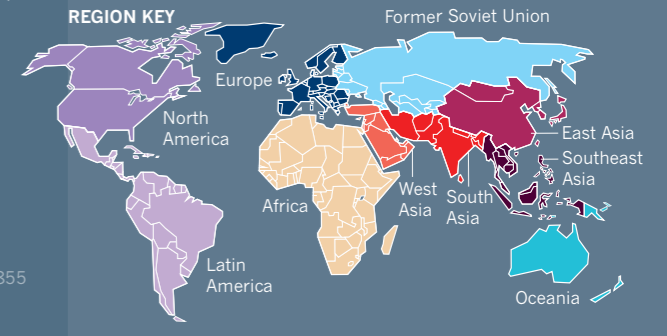 REGION KEY
Former Soviet Union
Europe
North
America
East Asia
Southeast
Asia
West
Asia
South
Asia
Africa
Latin
America
855
Oceania